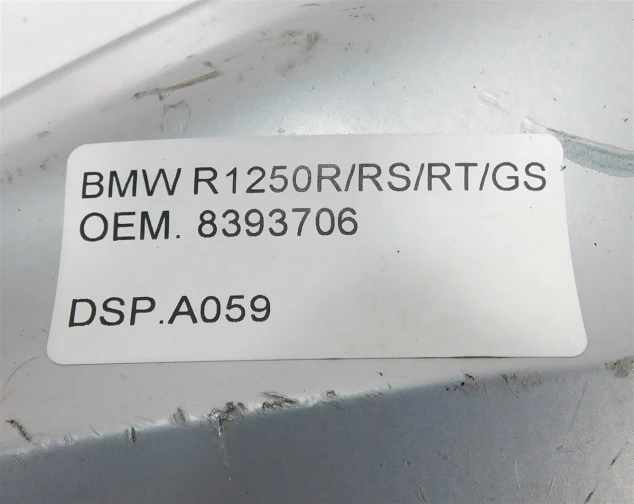 BMW R1250R/RS/RT/GS
OEM. 8393706
DSP.A059